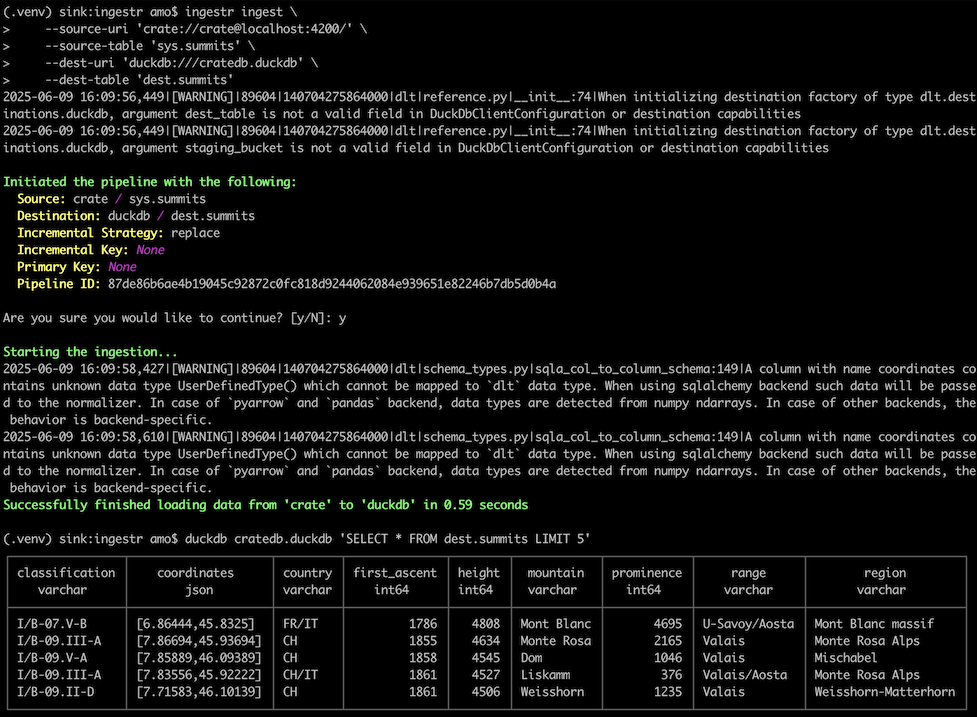 (.venv) sink:ingestr amo$ ingestr ingest \
>     --source-uri 'crate://crate@localhost:4200/' \
>     --source-table 'sys.summits' \
>     --dest-uri 'duckdb:///cratedb.duckdb' \
>     --dest-table 'dest.summits'
2025-06-09 16:09:56,449|[WARNING]|89604|140704275864000|dlt|reference.py|__init__:74|When initializing destination factory of type dlt.dest
inations.duckdb, argument dest_table is not a valid field in DuckDbClientConfiguration or destination capabilities
2025-06-09 16:09:56,449|[WARNING]|89604|140704275864000|dlt|reference.py|__init__:74|When initializing destination factory of type dlt.dest
inations.duckdb, argument staging_bucket is not a valid field in DuckDbClientConfiguration or destination capabilities
Initiated the pipeline with the following:
  Source: crate / sys.summits
  Destination: duckdb / dest.summits
  Incremental Strategy: replace
  Incremental Key: None
  Primary Key: None
  Pipeline ID: 87de86b6ae4b19045c92872c0fc818d9244062084e939651e82246b7db5d0b4a
Are you sure you would like to continue? [y/N]: y
Starting the ingestion...
2025-06-09 16:09:58,427|[WARNING]|89604|140704275864000|dlt|schema_types.py|sqla_col_to_column_schema:149|A column with name coordinates co
ntains unknown data type UserDefinedType() which cannot be mapped to `dlt` data type. When using sqlalchemy backend such data will be passe
d to the normalizer. In case of `pyarrow` and `pandas` backend, data types are detected from numpy ndarrays. In case of other backends, the
 behavior is backend-specific.
2025-06-09 16:09:58,610|[WARNING]|89604|140704275864000|dlt|schema_types.py|sqla_col_to_column_schema:149|A column with name coordinates co
ntains unknown data type UserDefinedType() which cannot be mapped to `dlt` data type. When using sqlalchemy backend such data will be passe
d to the normalizer. In case of `pyarrow` and `pandas` backend, data types are detected from numpy ndarrays. In case of other backends, the
 behavior is backend-specific.
Successfully finished loading data from 'crate' to 'duckdb' in 0.59 seconds
(.venv) sink:ingestr amo$ duckdb cratedb.duckdb 'SELECT * FROM dest.summits LIMIT 5'
classification coordinates country first_ascent height mountain prominence range region
varchar json varchar int64 int64 varchar int64 varchar varchar
I/B-07.V-B [6.86444,45.8325] FR/IT 1786 4808 Mont Blanc 4695 U-Savoy/Aosta Mont Blanc massif
I/B-09.III-A [7.86694,45.93694] CH 1855 4634 Monte Rosa 2165 Valais Monte Rosa Alps
I/B-09.V-A [7.85889,46.09389] CH 1858 4545 Dom 1046 Valais Mischabel
I/B-09.III-A [7.83556,45.92222] CH/IT 1861 4527 Liskamm 376 Valais/Aosta Monte Rosa Alps
I/B-09.II-D [7.71583,46.10139] CH 1861 4506 Weisshorn 1235 Valais Weisshorn-Matterhorn